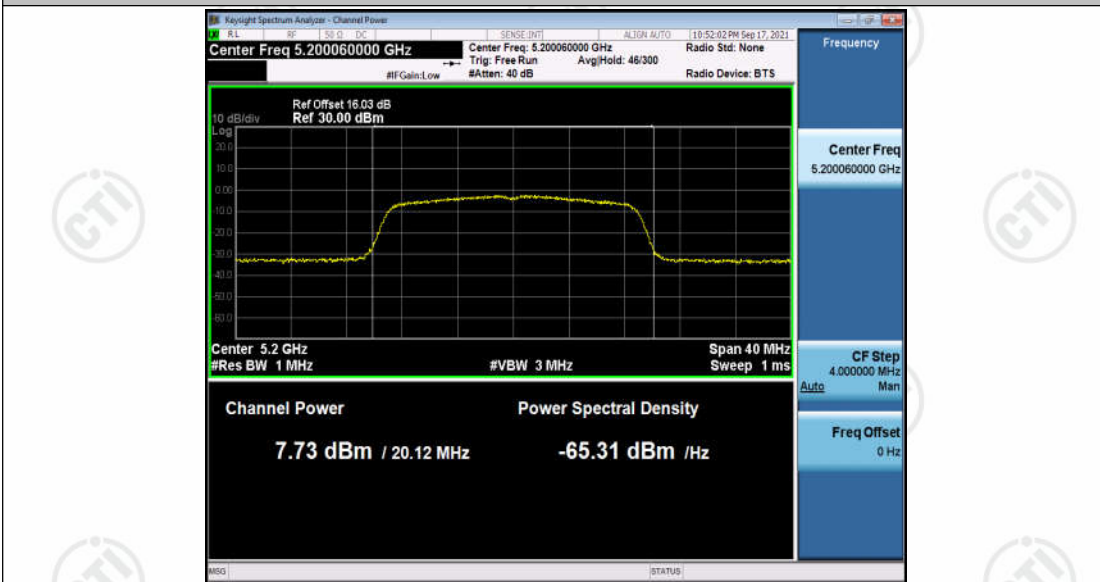 Keysight Spectrum Analyzer - Channel Power
RL RF 50 Ω DC SENSE:INT ALIGN AUTO 10:52:02 PM Sep 17, 2021
Center Freq 5.200060000 GHz
Center Freq: 5.200060000 GHz
Radio Std: None
Trig: Free Run Avg|Hold: 46/300
#IFGain:Low #Atten: 40 dB Radio Device: BTS
Ref Offset 16.03 dB
10 dB/div Ref 30.00 dBm
Log
20.0
10.0
0.00
-10.0
-20.0
-30.0
-40.0
-50.0
-60.0
Center 5.2 GHz Span 40 MHz
#Res BW 1 MHz #VBW 3 MHz Sweep 1 ms
Channel Power Power Spectral Density
7.73 dBm / 20.12 MHz -65.31 dBm /Hz
MSG STATUS
Frequency
Center Freq
5.200060000 GHz
CF Step
4.000000 MHz
Auto Man
Freq Offset
0 Hz
CTI
CTI
CTI
CTI